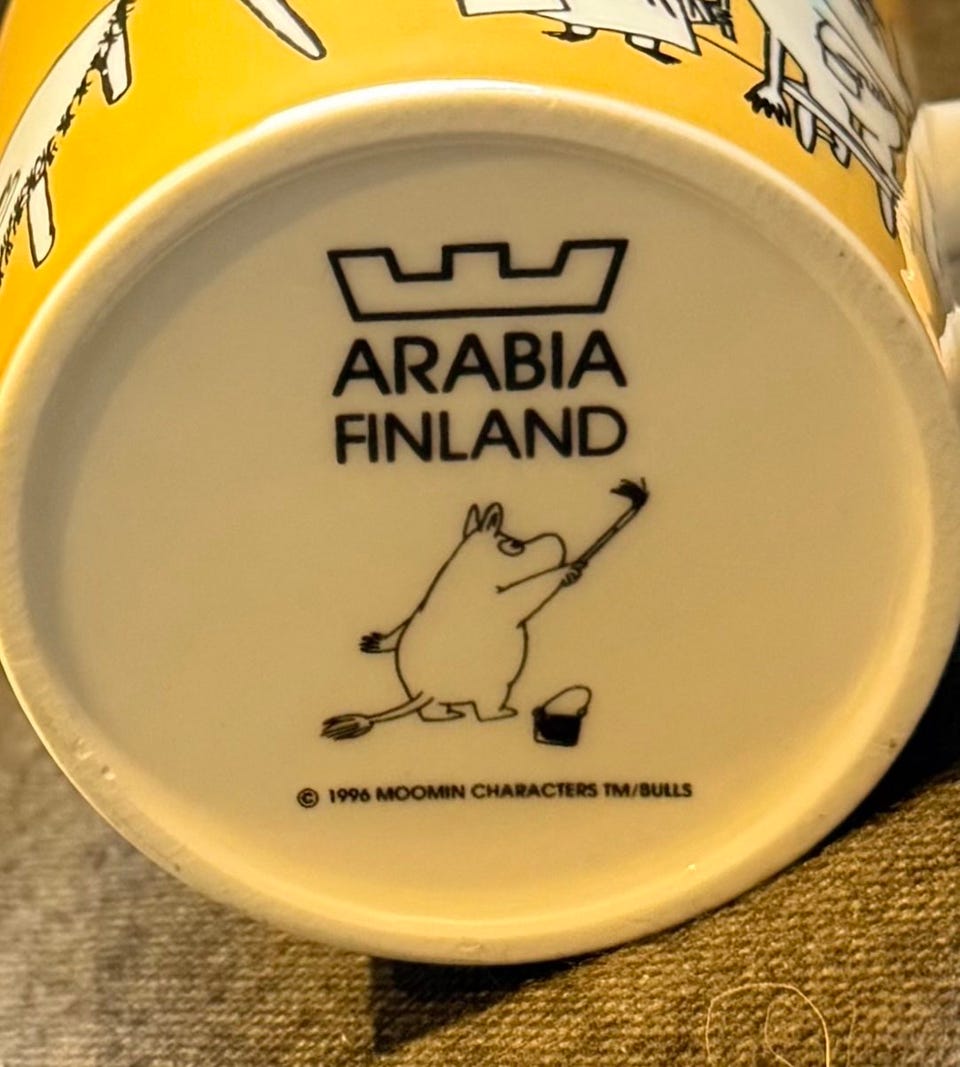 ARABIA
FINLAND
© 1996 MOOMIN CHARACTERS TM/BULLS